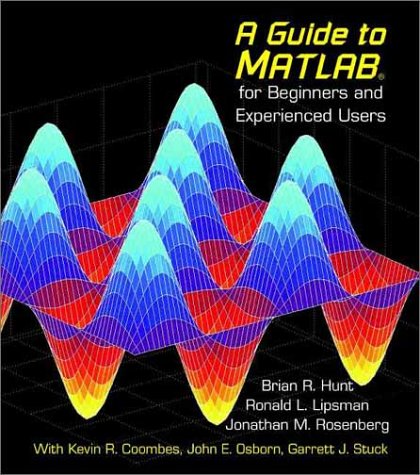 A Guide to
MATLAB®
for Beginners and
Experienced Users
Brian R. Hunt
Ronald L. Lipsman
Jonathan M. Rosenberg
With Kevin R. Coombes, John E. Osborn, Garrett J. Stuck